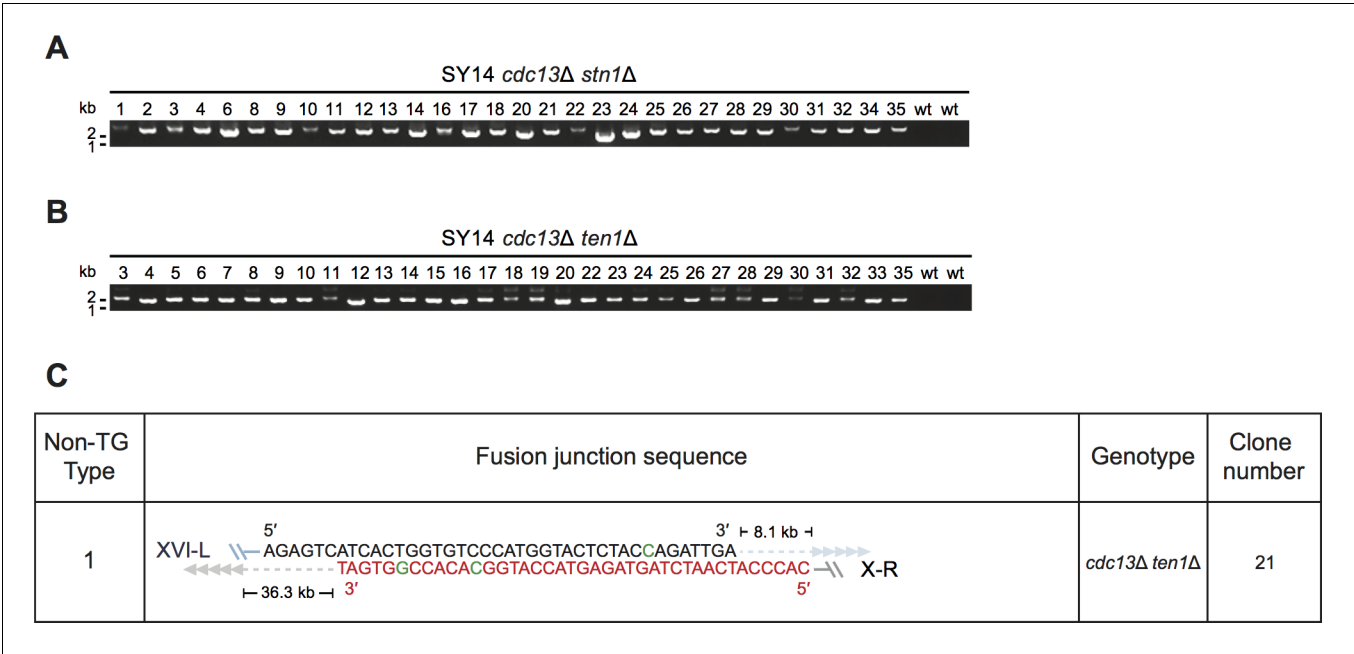 A
SY14 cdc13Δ stn1Δ
kb 1 2 3 4 6 8 9 10 11 12 13 14 16 17 18 20 21 22 23 24 25 26 27 28 29 30 31 32 34 35 wt wt
2
1
B
SY14 cdc13Δ ten1Δ
kb 3 4 5 6 7 8 9 10 11 12 13 14 15 16 17 18 19 20 22 23 24 25 26 27 28 29 30 31 32 33 35 wt wt
2
1
C
Non-TG Type
Fusion junction sequence
Genotype
Clone number
1
5′ 3′ 8.1 kb
XVI-L AGAGTCATCACTGGTGTCCCATGGTACTCTACCAGATTGA
TAGTGGCCACACGGTACCATGAGATGATCTAACTACCCAC X-R
36.3 kb 3′ 5′
cdc13Δ ten1Δ
21